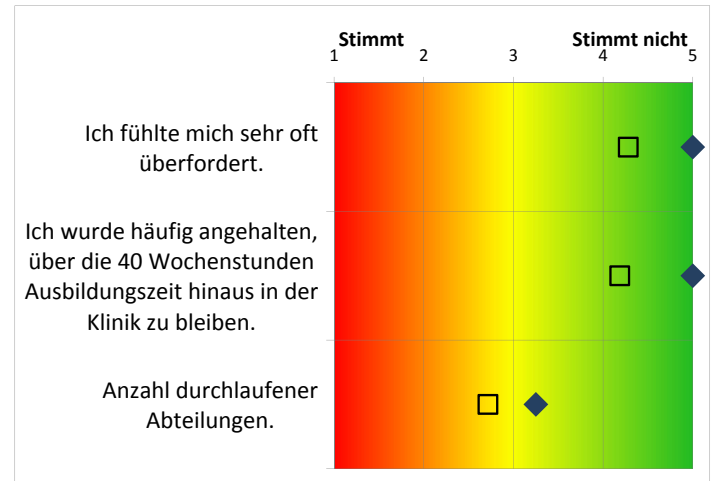 Stimmt Stimmt nicht
1 2 3 4 5
Ich fühlte mich sehr oft
überfordert.
Ich wurde häufig angehalten,
über die 40 Wochenstunden
Ausbildungszeit hinaus in der
Klinik zu bleiben.
Anzahl durchlaufener
Abteilungen.